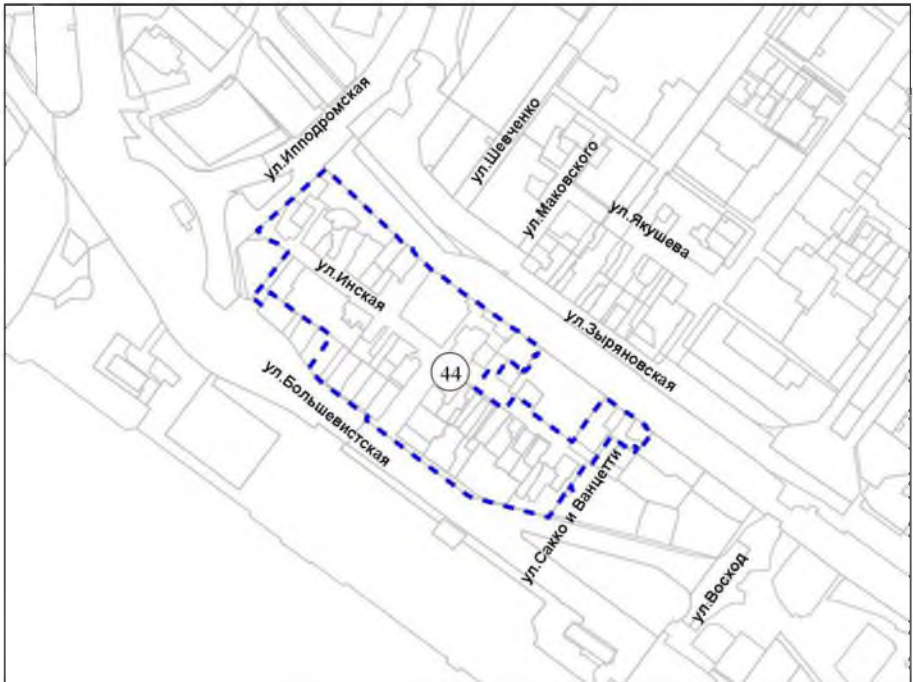 ул.Ипподромская
ул.Шевченко
ул.Маковского
ул.Якушева
ул.Инская
ул.Зыряновская
44
ул.Большевистская
ул.Сакко и Ванцетти
ул.Восход